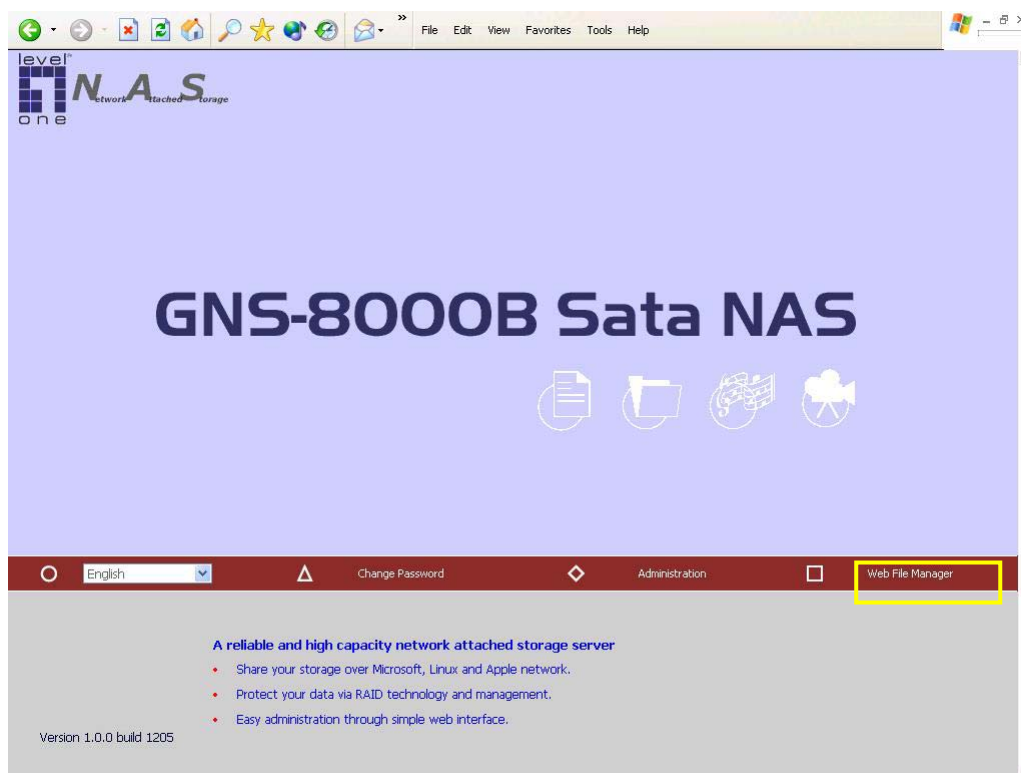 » File Edit View Favorites Tools Help
level™
one
Network Attached Storage
GNS-8000B Sata NAS
English Change Password Administration Web File Manager
A reliable and high capacity network attached storage server
• Share your storage over Microsoft, Linux and Apple network.
• Protect your data via RAID technology and management.
• Easy administration through simple web interface.
Version 1.0.0 build 1205